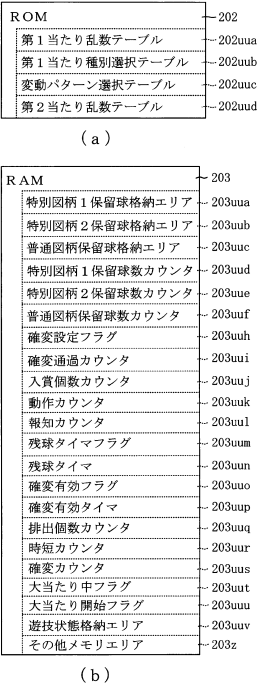 ROM 202
第1当たり乱数テーブル 202uua
第1当たり種別選択テーブル 202uub
変動パターン選択テーブル 202uuc
第2当たり乱数テーブル 202uud
(a)
RAM 203
特別図柄1保留球格納エリア 203uua
特別図柄2保留球格納エリア 203uub
普通図柄保留球格納エリア 203uuc
特別図柄1保留球数カウンタ 203uud
特別図柄2保留球数カウンタ 203uue
普通図柄保留球数カウンタ 203uuf
確変設定フラグ 203uuh
確変通過カウンタ 203uui
入賞個数カウンタ 203uuj
動作カウンタ 203uuk
報知カウンタ 203uul
残球タイマフラグ 203uum
残球タイマ 203uun
確変有効フラグ 203uuo
確変有効タイマ 203uup
排出個数カウンタ 203uuq
時短カウンタ 203uur
確変カウンタ 203uus
大当たり中フラグ 203uut
大当たり開始フラグ 203uuu
遊技状態格納エリア 203uuv
その他メモリエリア 203z
(b)